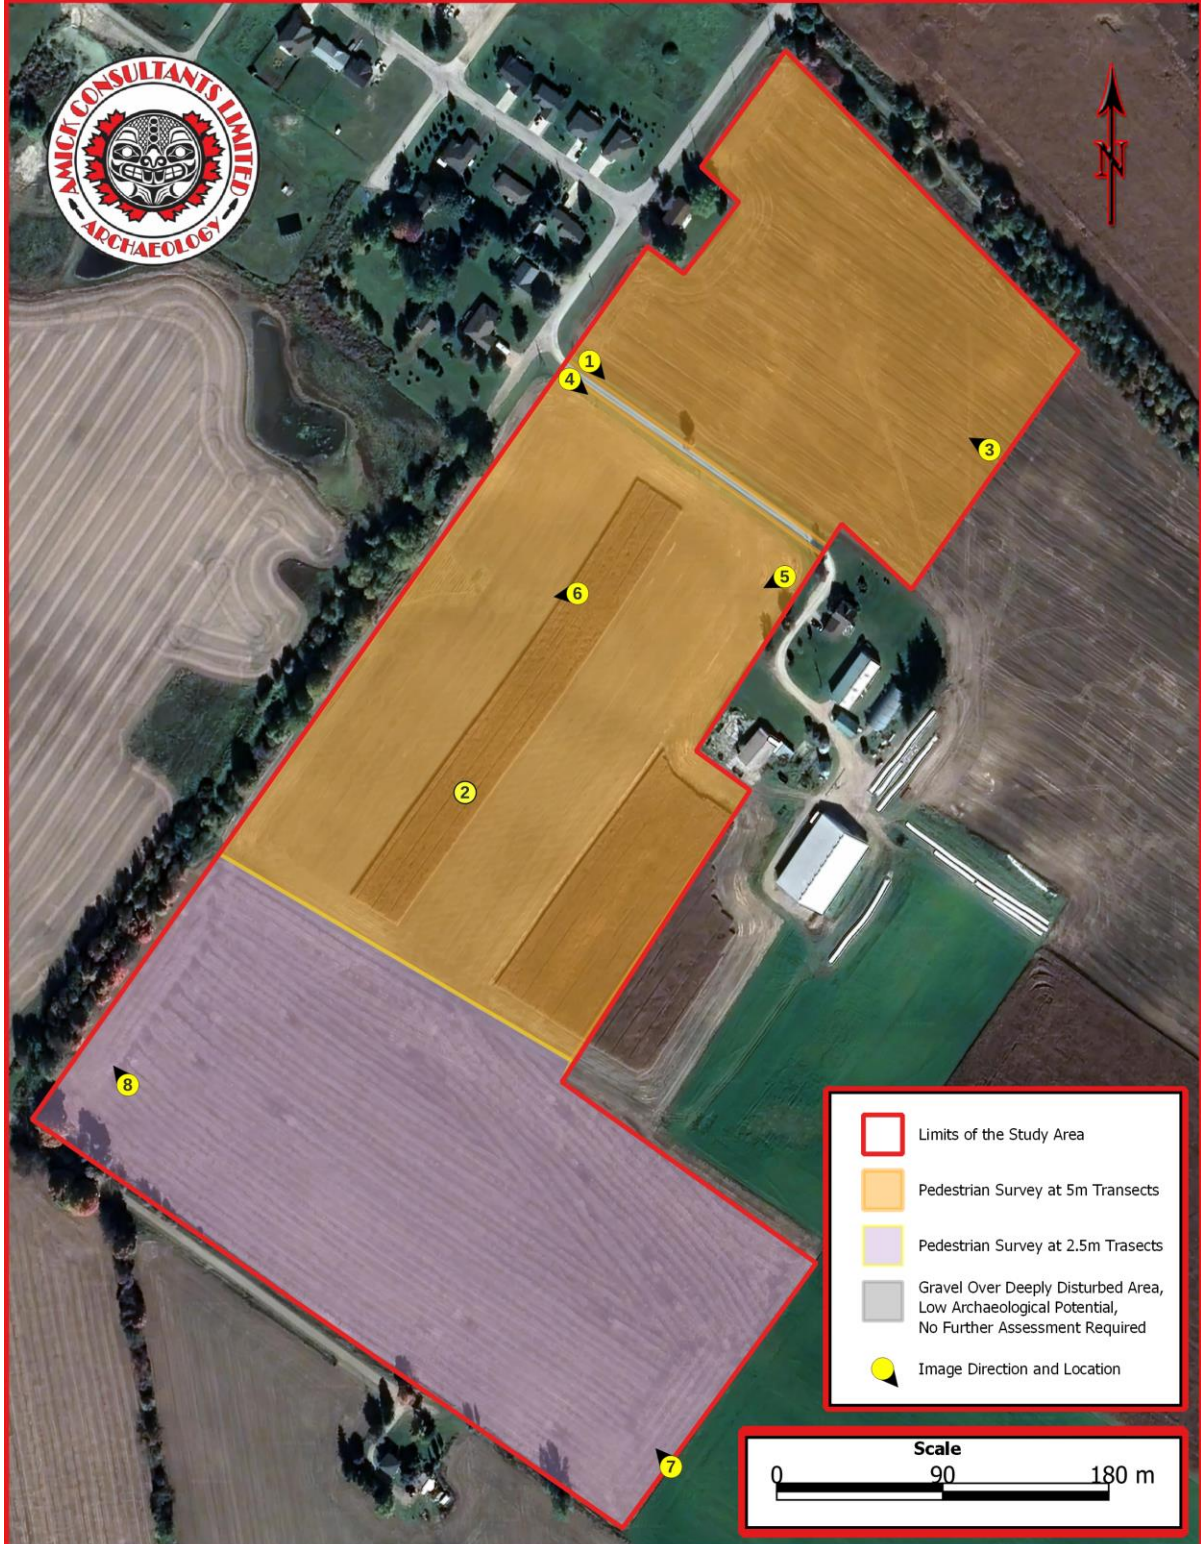 AMICK CONSULTANTS LIMITED
ARCHAEOLOGY
N
1
4
3
5
6
2
8
7
Limits of the Study Area
Pedestrian Survey at 5m Transects
Pedestrian Survey at 2.5m Trasects
Gravel Over Deeply Disturbed Area,
Low Archaeological Potential,
No Further Assessment Required
Image Direction and Location
Scale
0 90 180 m